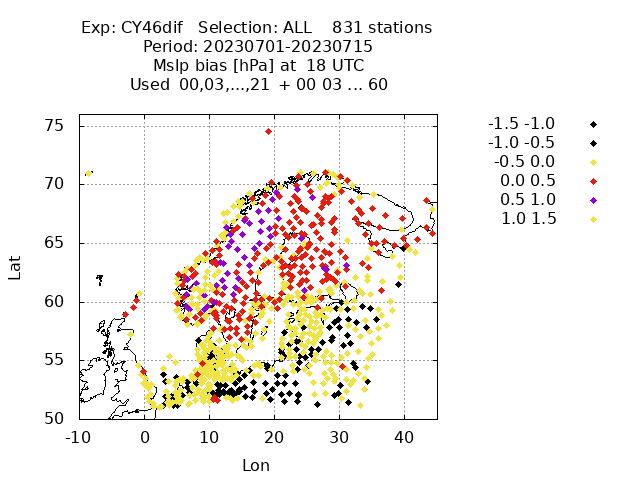 Exp: CY46dif   Selection: ALL    831 stations
Period: 20230701-20230715
Mslp bias [hPa] at  18 UTC
Used  00,03,...,21  + 00 03 ... 60
-1.5 -1.0
-1.0 -0.5
-0.5 0.0
0.0 0.5
0.5 1.0
1.0 1.5
75
70
65
60
55
50
Lat
-10 0 10 20 30 40
Lon